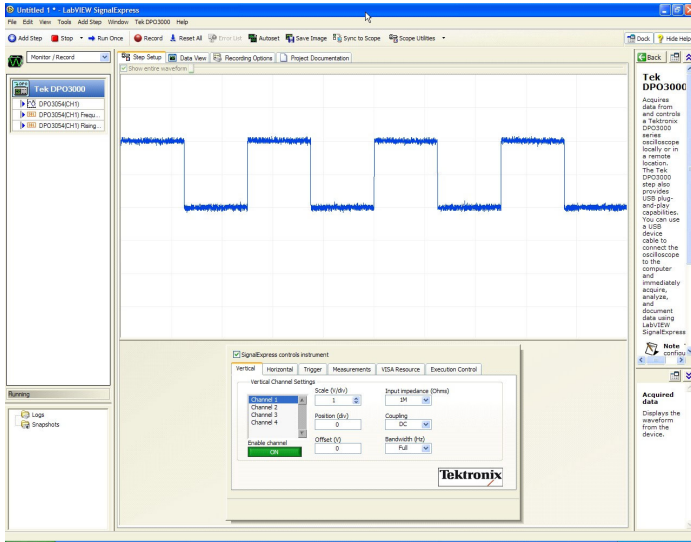 Untitled 1 * - LabVIEW SignalExpress
File Edit View Tools Add Step Window Tek DPO3000 Help
Add Step Stop Run Once Record Reset All Error List Autoset Save Image Sync to Scope Scope Utilities Dock Hide Help
Monitor / Record
Step Setup Data View Recording Options Project Documentation
Back
Show entire waveform
Tek DPO3000
DPO3054(CH1)
DPO3054(CH1) Frequ...
DPO3054(CH1) Rising...
Running
Logs
Snapshots
SignalExpress controls instrument
Vertical Horizontal Trigger Measurements VISA Resource Execution Control
Vertical Channel Settings
Channel 1
Channel 2
Channel 3
Channel 4
Enable channel
ON
Scale (V/div)
1
Position (div)
0
Offset (V)
0
Input impedance (Ohms)
1M
Coupling
DC
Bandwidth (Hz)
Full
Tektronix
Tek
DPO3000
Acquires
data from
and controls
a Tektronix
DPO3000
series
oscilloscope
locally or in
a remote
location.
The Tek
DPO3000
step also
provides
USB plug-
and-play
capabilities.
You can use
a USB
device
cable to
connect the
oscilloscope
to the
computer
and
immediately
acquire,
analyze,
and
document
data using
LabVIEW
SignalExpress
Note
Acquired
data
Displays the
waveform
from the
device.